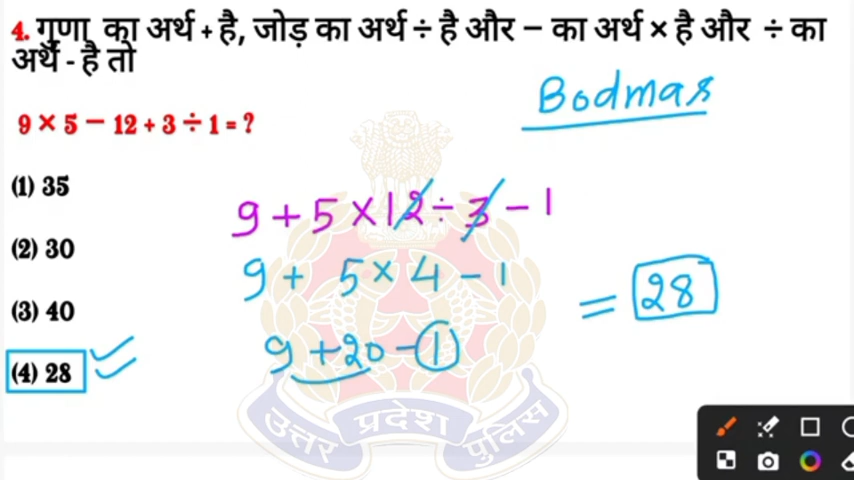 4. गुणा का अर्थ + है, जोड़ का अर्थ ÷ है और − का अर्थ × है और ÷ का
अर्थ - है तो
Bodmas
9 × 5 − 12 + 3 ÷ 1 = ?
(1) 35
9 + 5 × 12 ÷ 3 − 1
(2) 30
9 + 5 × 4 − 1
= 28
(3) 40
9 + 20 − 1
(4) 28
उत्तर प्रदेश पुलिस